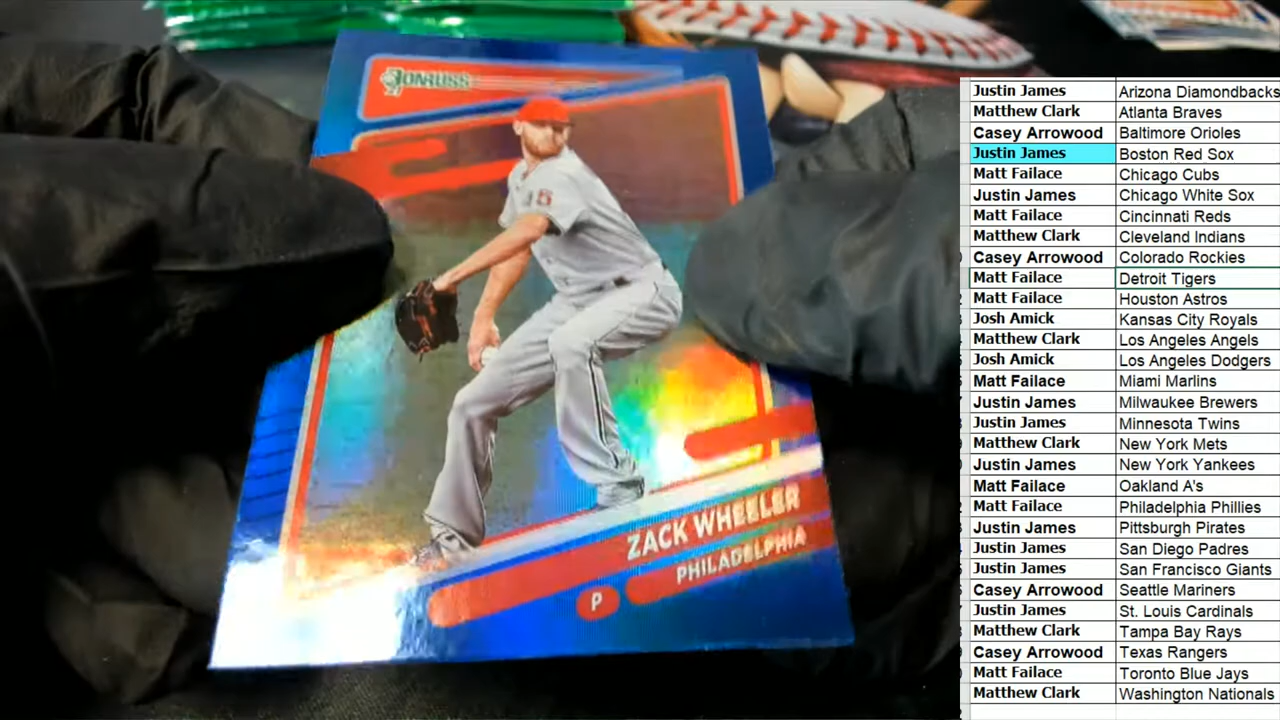 DONRUSS
ZACK WHEELER
PHILADELPHIA
P
Justin James Arizona Diamondbacks
Matthew Clark Atlanta Braves
Casey Arrowood Baltimore Orioles
Justin James Boston Red Sox
Matt Failace Chicago Cubs
Justin James Chicago White Sox
Matt Failace Cincinnati Reds
Matthew Clark Cleveland Indians
Casey Arrowood Colorado Rockies
Matt Failace Detroit Tigers
Matt Failace Houston Astros
Josh Amick Kansas City Royals
Matthew Clark Los Angeles Angels
Josh Amick Los Angeles Dodgers
Matt Failace Miami Marlins
Justin James Milwaukee Brewers
Justin James Minnesota Twins
Matthew Clark New York Mets
Justin James New York Yankees
Matt Failace Oakland A's
Matt Failace Philadelphia Phillies
Justin James Pittsburgh Pirates
Justin James San Diego Padres
Justin James San Francisco Giants
Casey Arrowood Seattle Mariners
Justin James St. Louis Cardinals
Matthew Clark Tampa Bay Rays
Casey Arrowood Texas Rangers
Matt Failace Toronto Blue Jays
Matthew Clark Washington Nationals